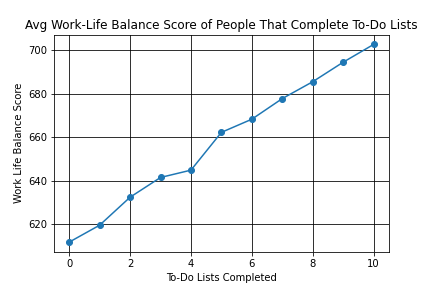 Avg Work-Life Balance Score of People That Complete To-Do Lists
Work Life Balance Score
700
680
660
640
620
0 2 4 6 8 10
To-Do Lists Completed